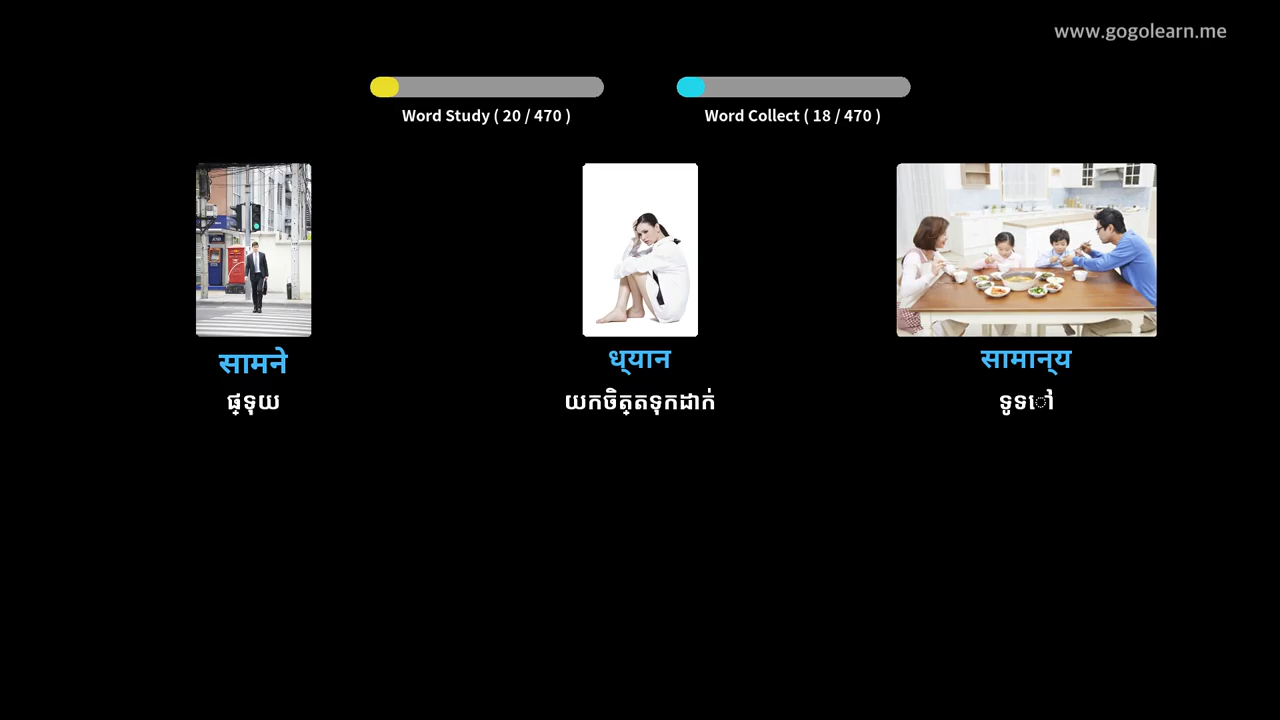 www.gogolearn.me
Word Study ( 20 / 470 )
Word Collect ( 18 / 470 )
सामने
ध्यान
सामान्य
ផ្ទុយ
យកចិត្តទុកដាក់
ទូទៅ